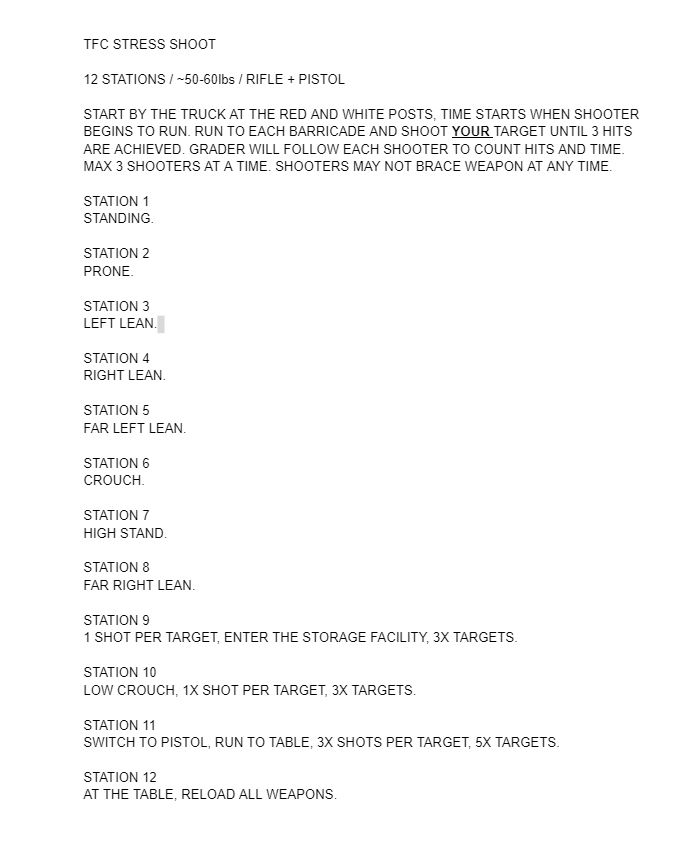 TFC STRESS SHOOT
12 STATIONS / ~50-60lbs / RIFLE + PISTOL
START BY THE TRUCK AT THE RED AND WHITE POSTS, TIME STARTS WHEN SHOOTER
BEGINS TO RUN. RUN TO EACH BARRICADE AND SHOOT YOUR TARGET UNTIL 3 HITS
ARE ACHIEVED. GRADER WILL FOLLOW EACH SHOOTER TO COUNT HITS AND TIME.
MAX 3 SHOOTERS AT A TIME. SHOOTERS MAY NOT BRACE WEAPON AT ANY TIME.
STATION 1
STANDING.
STATION 2
PRONE.
STATION 3
LEFT LEAN.
STATION 4
RIGHT LEAN.
STATION 5
FAR LEFT LEAN.
STATION 6
CROUCH.
STATION 7
HIGH STAND.
STATION 8
FAR RIGHT LEAN.
STATION 9
1 SHOT PER TARGET, ENTER THE STORAGE FACILITY, 3X TARGETS.
STATION 10
LOW CROUCH, 1X SHOT PER TARGET, 3X TARGETS.
STATION 11
SWITCH TO PISTOL, RUN TO TABLE, 3X SHOTS PER TARGET, 5X TARGETS.
STATION 12
AT THE TABLE, RELOAD ALL WEAPONS.